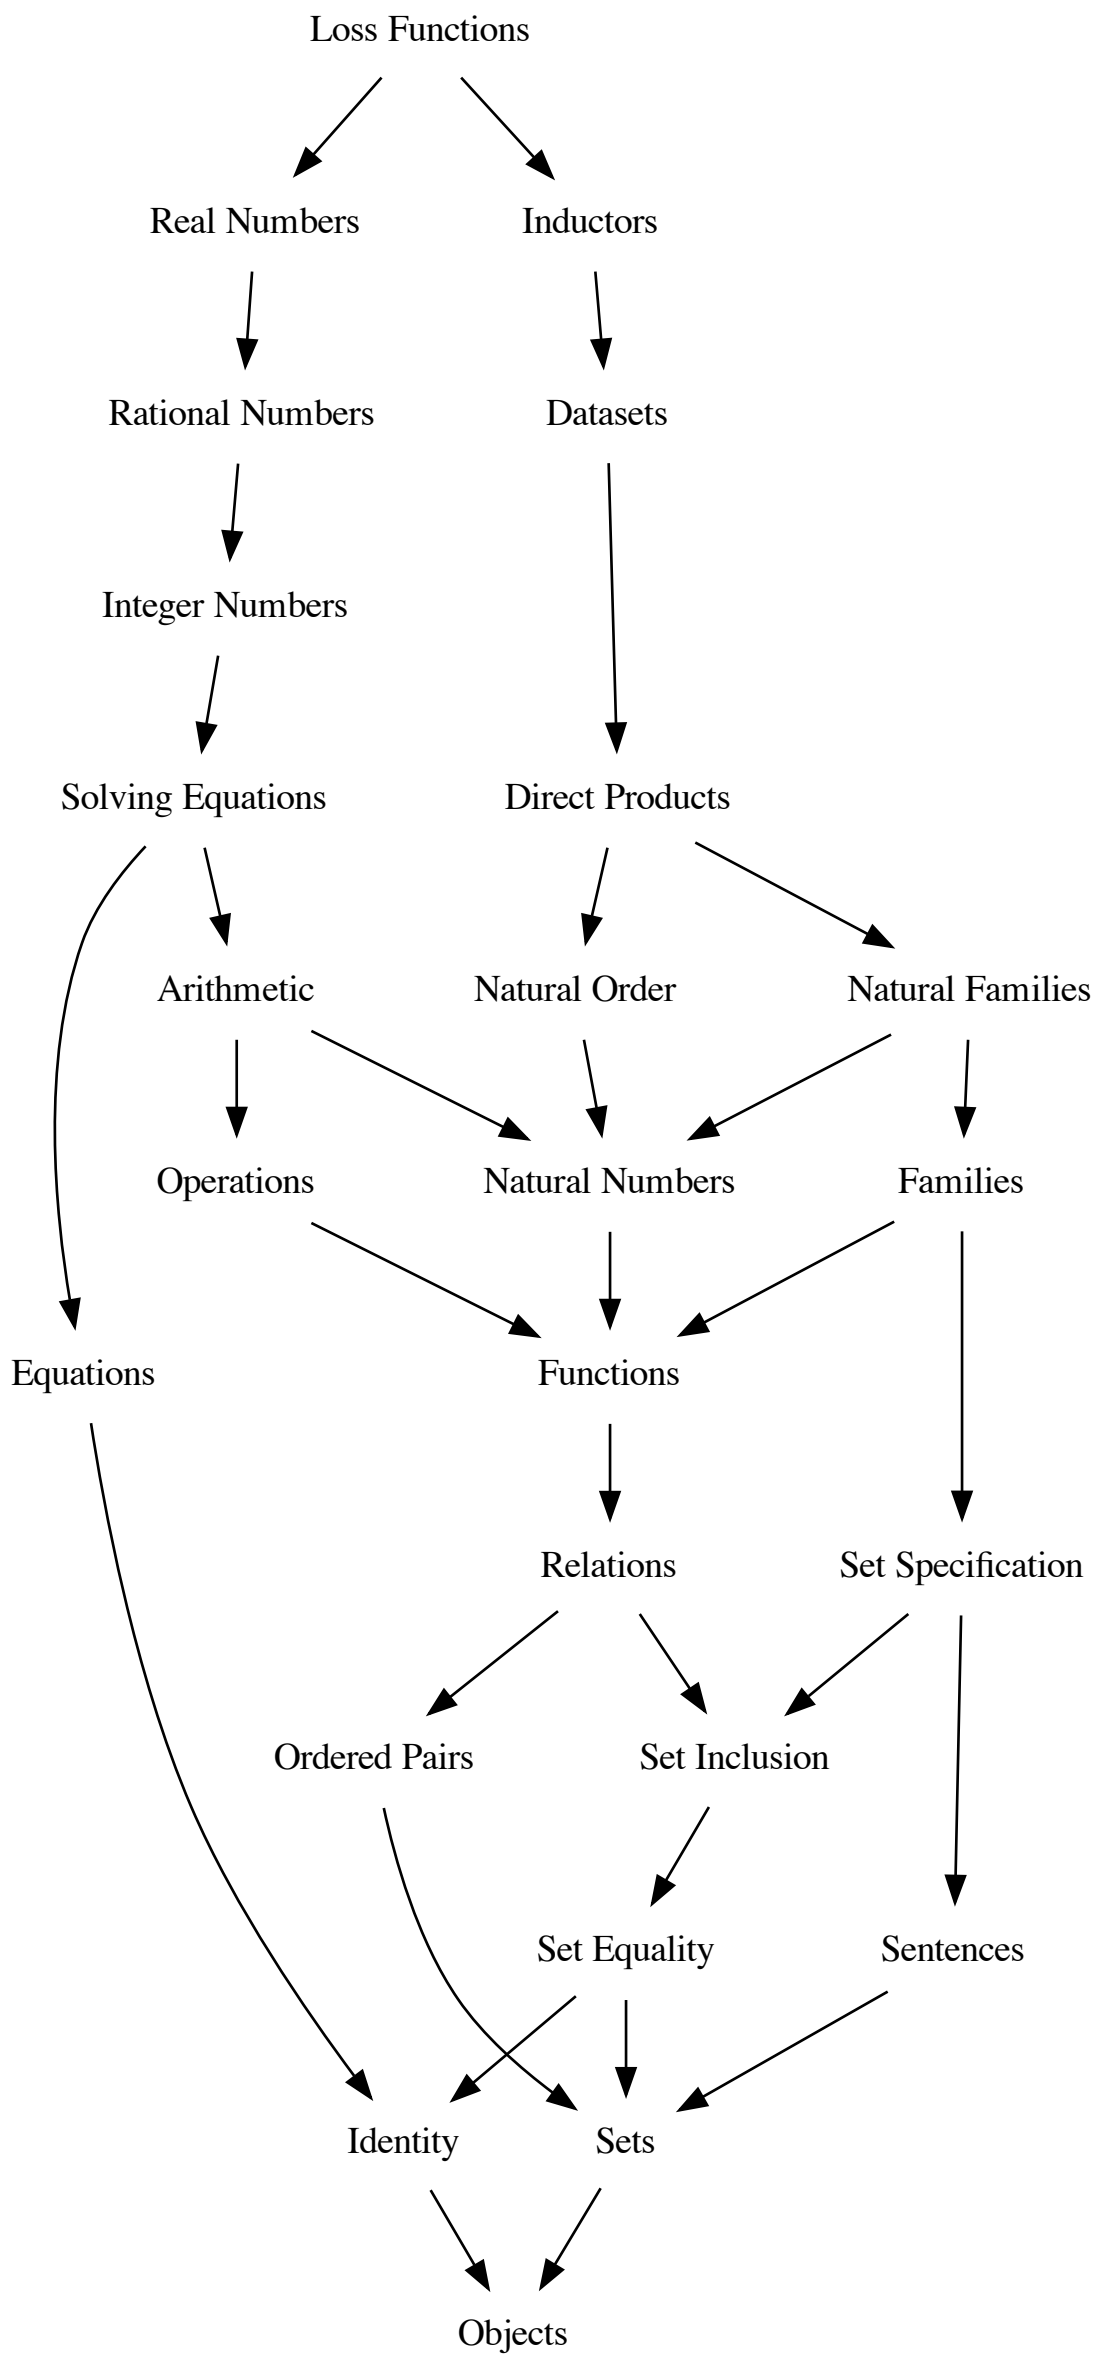 Loss Functions
Real Numbers
Inductors
Rational Numbers
Datasets
Integer Numbers
Solving Equations
Direct Products
Arithmetic
Natural Order
Natural Families
Operations
Natural Numbers
Families
Equations
Functions
Relations
Set Specification
Ordered Pairs
Set Inclusion
Set Equality
Sentences
Identity
Sets
Objects